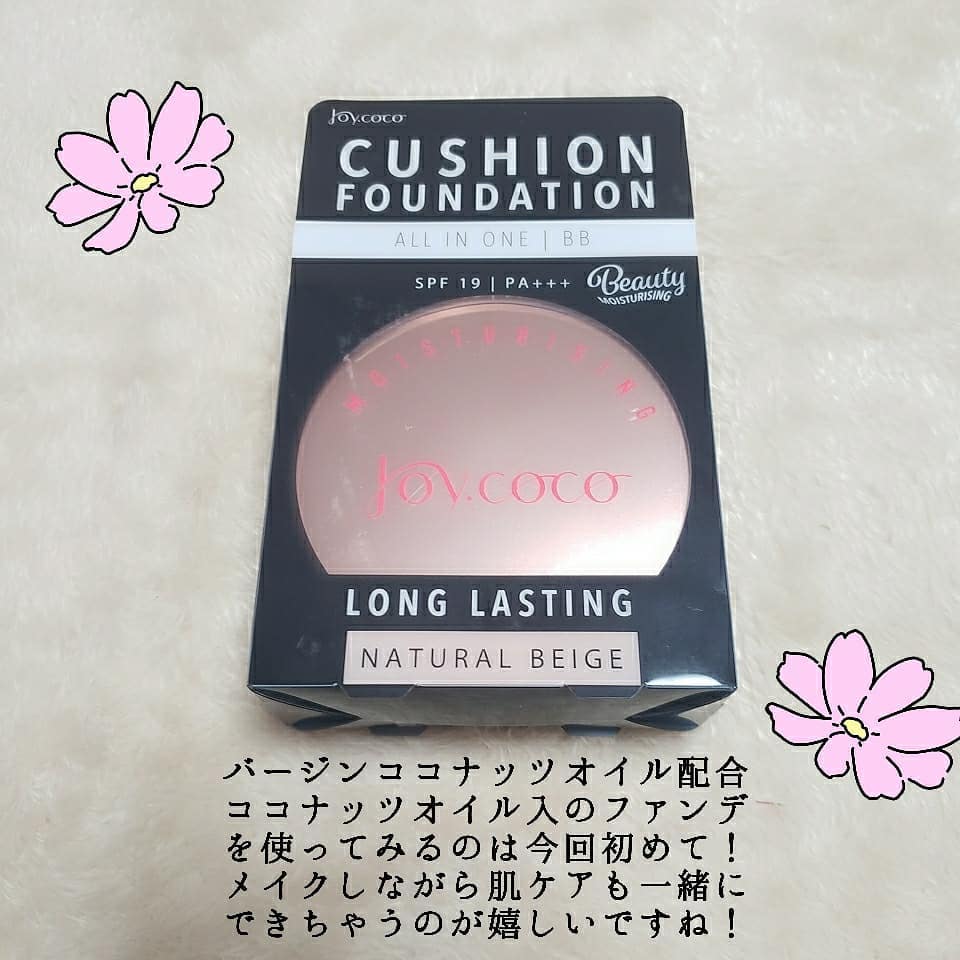 Joy.coco
CUSHION
FOUNDATION
ALL IN ONE | BB
SPF 19 | PA+++
Beauty
MOISTURISING
MOISTURIZING
Joy.coco
LONG LASTING
NATURAL BEIGE
バージンココナッツオイル配合
ココナッツオイル入のファンデ
を使ってみるのは今回初めて！
メイクしながら肌ケアも一緒に
できちゃうのが嬉しいですね！